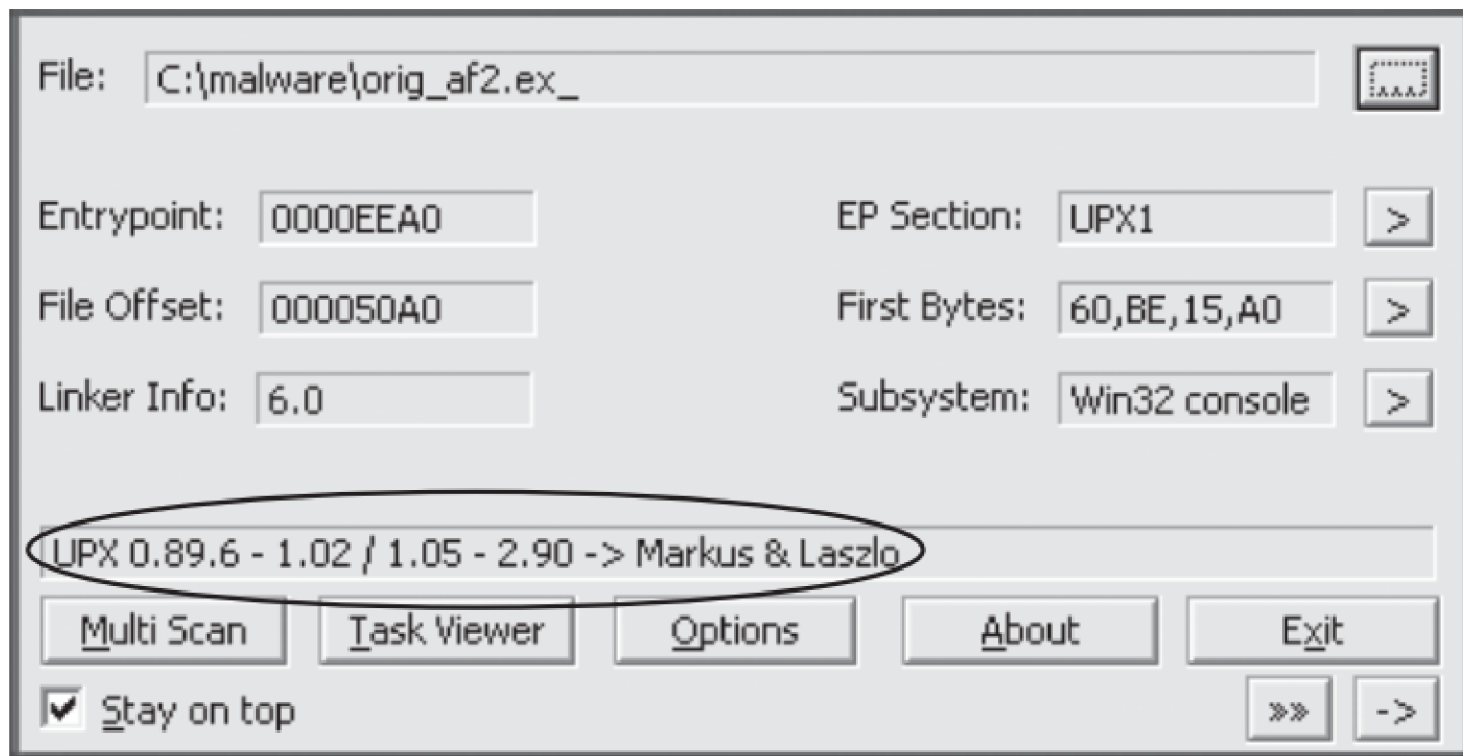 File: C:\malware\orig_af2.ex_ ...
Entrypoint: 0000EEA0 EP Section: UPX1 >
File Offset: 000050A0 First Bytes: 60,BE,15,A0 >
Linker Info: 6.0 Subsystem: Win32 console >
UPX 0.89.6 - 1.02 / 1.05 - 2.90 -> Markus & Laszlo
Multi Scan Task Viewer Options About Exit
Stay on top »» ->